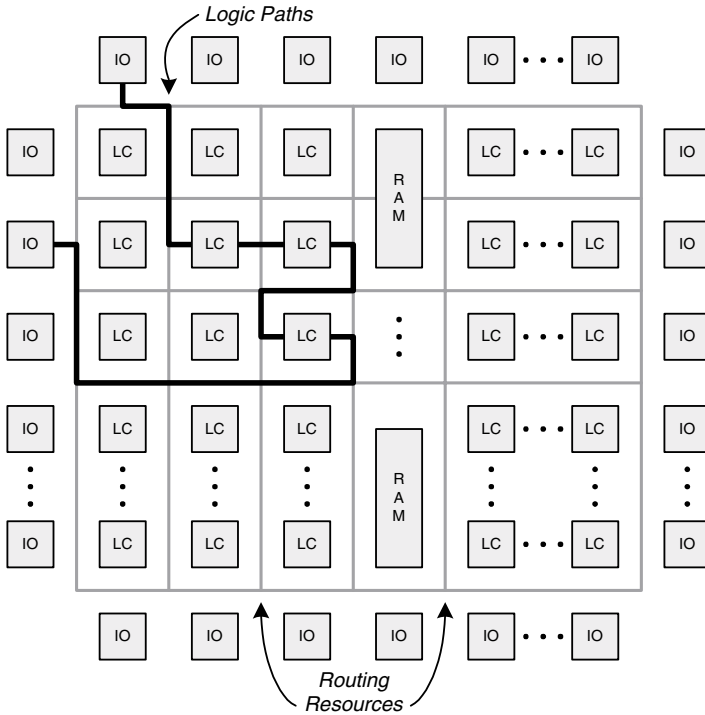 Logic Paths
IO IO IO IO IO IO
IO LC LC LC R A M LC LC IO
IO LC LC LC LC LC IO
IO LC LC LC LC LC IO
IO LC LC LC R A M LC LC IO
IO LC LC LC LC LC IO
IO IO IO IO IO IO
Routing
Resources